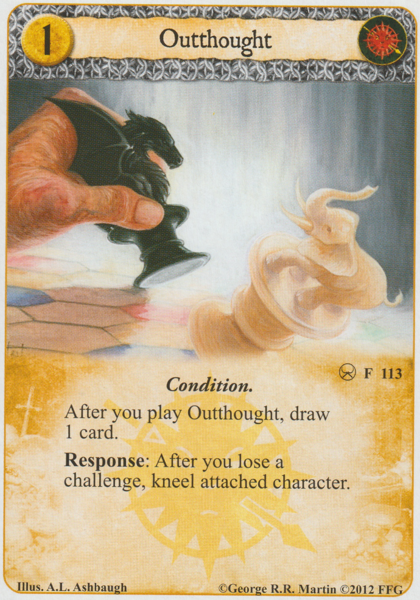 1
Outthought
F 113
Condition.
After you play Outthought, draw
1 card.
Response: After you lose a
challenge, kneel attached character.
Illus. A.L. Ashbaugh
©George R.R. Martin ©2012 FFG